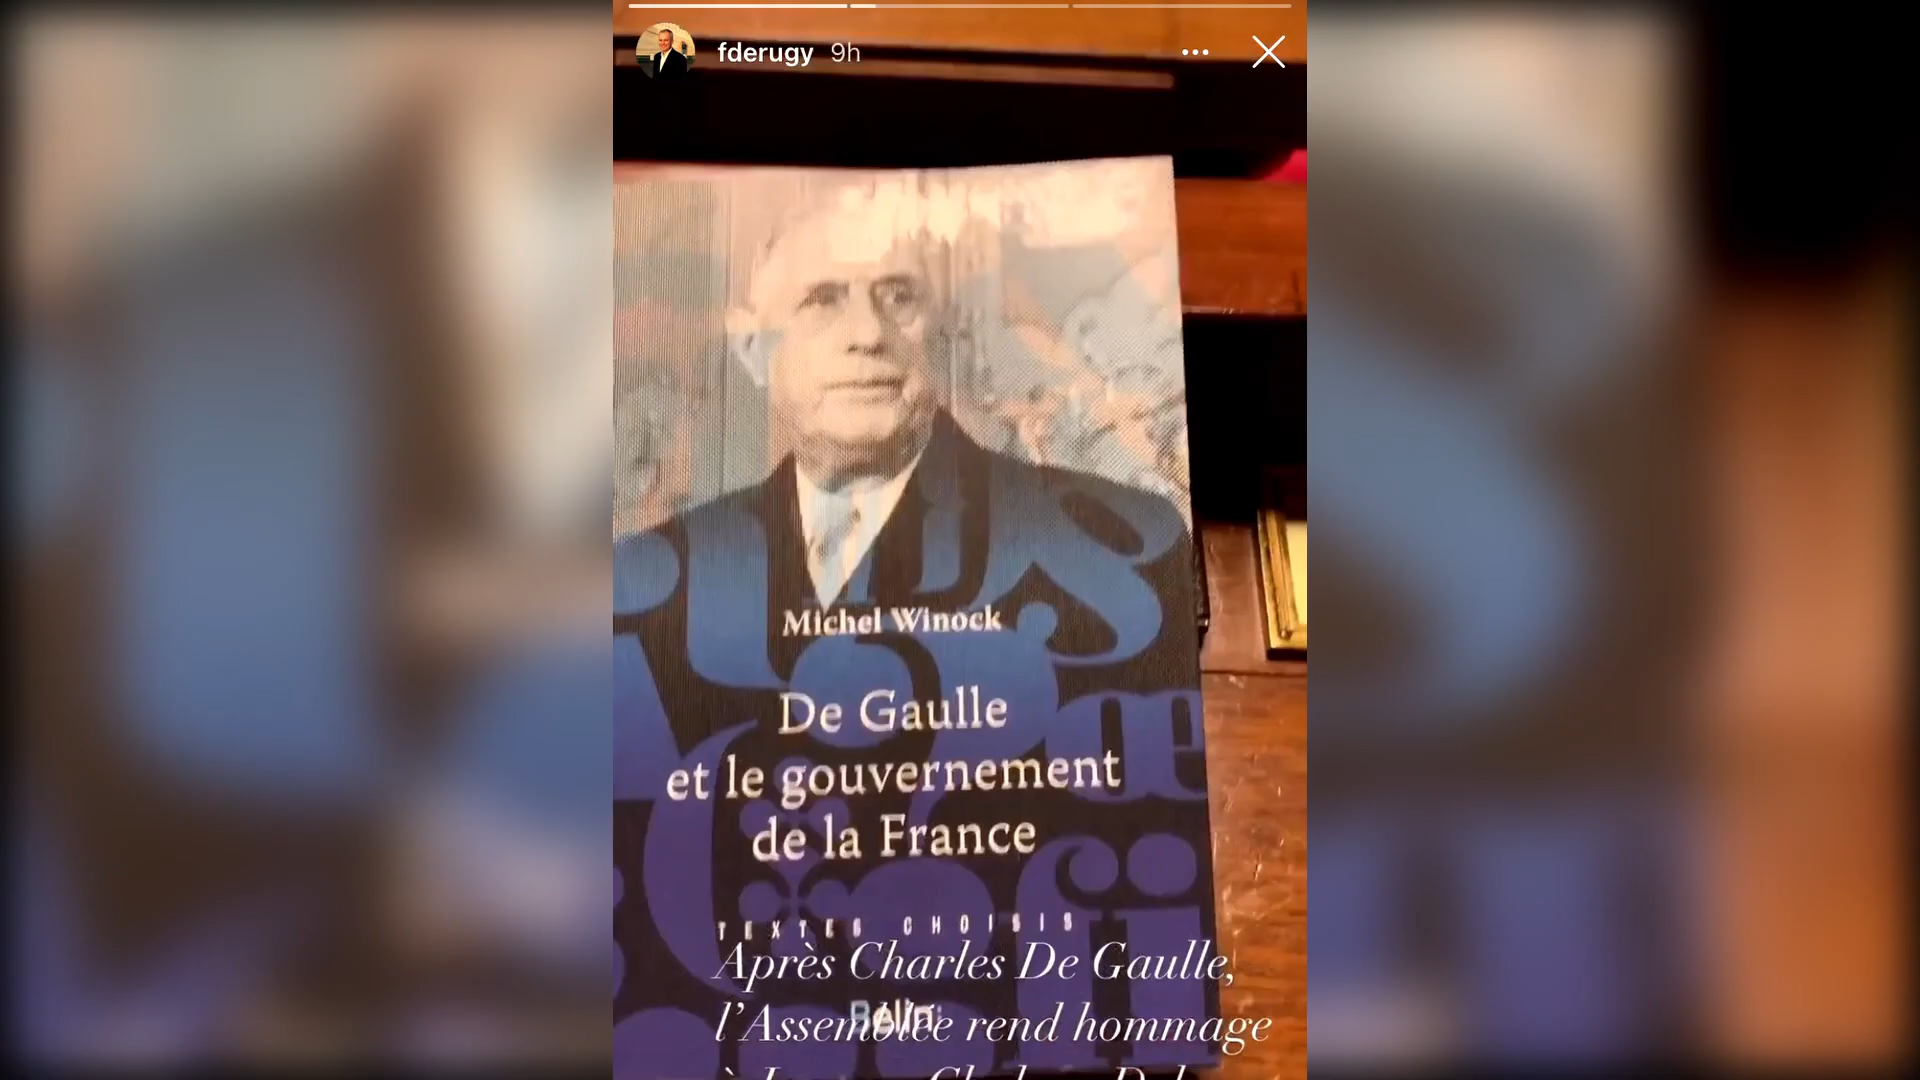 fderugy 9h
Michel Winock
De Gaulle
et le gouvernement
de la France
TEXTES CHOISIS
Après Charles De Gaulle,
Belin:
l’Assemblée rend hommage